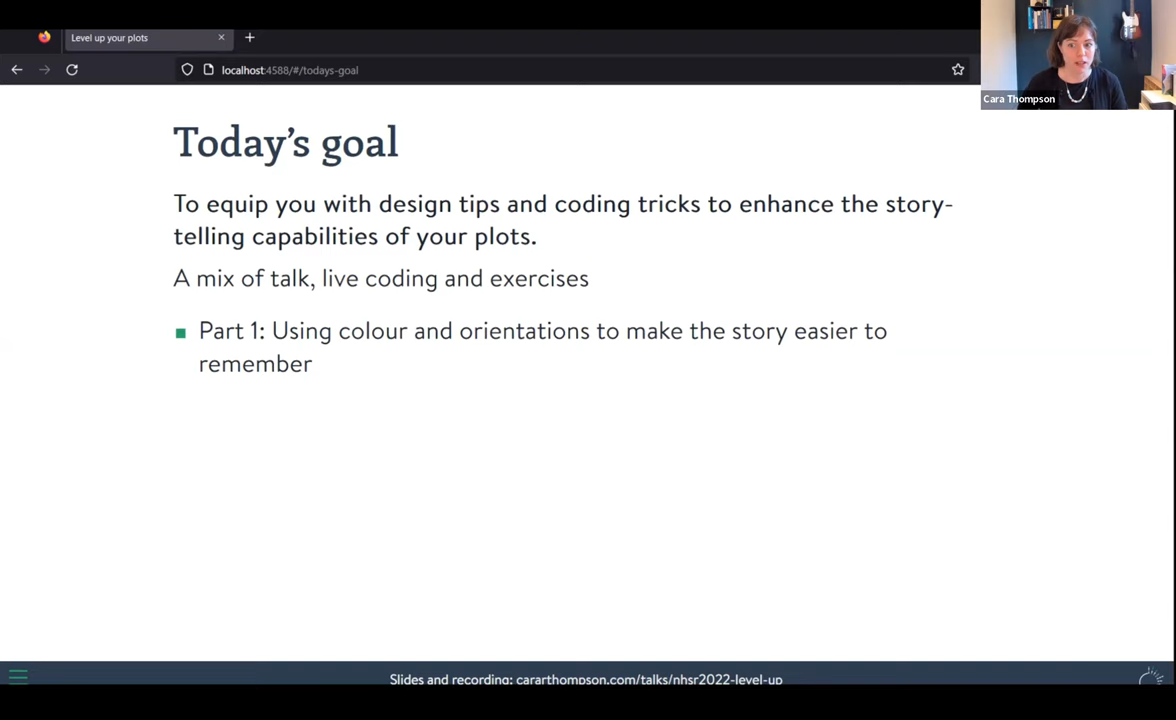 Level up your plots
localhost:4588/#/todays-goal
Cara Thompson
Today's goal
To equip you with design tips and coding tricks to enhance the story-
telling capabilities of your plots.
A mix of talk, live coding and exercises
Part 1: Using colour and orientations to make the story easier to
remember
Slides and recording: cararthompson.com/talks/nhsr2022-level-up